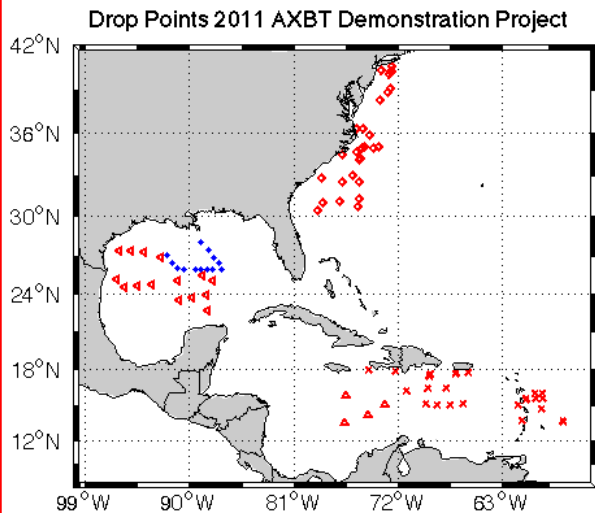 Drop Points 2011 AXBT Demonstration Project
42°N
36°N
30°N
24°N
18°N
12°N
99°W 90°W 81°W 72°W 63°W